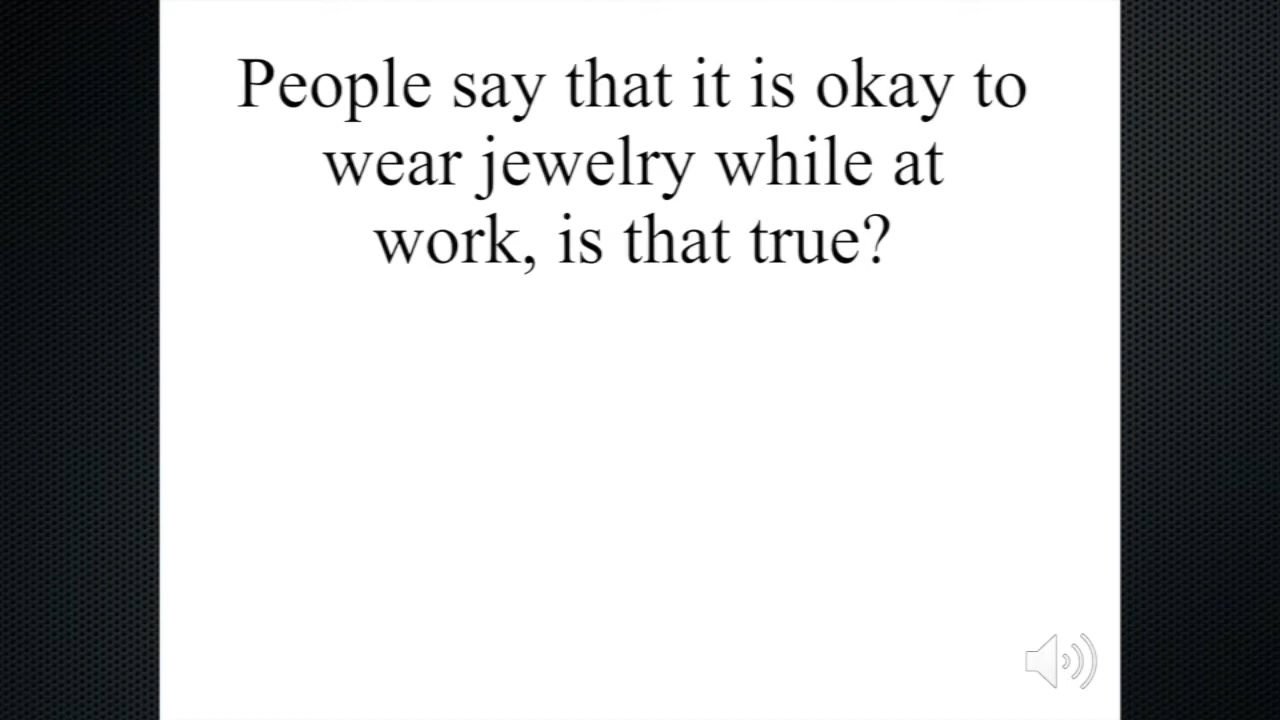 People say that it is okay to
wear jewelry while at
work, is that true?